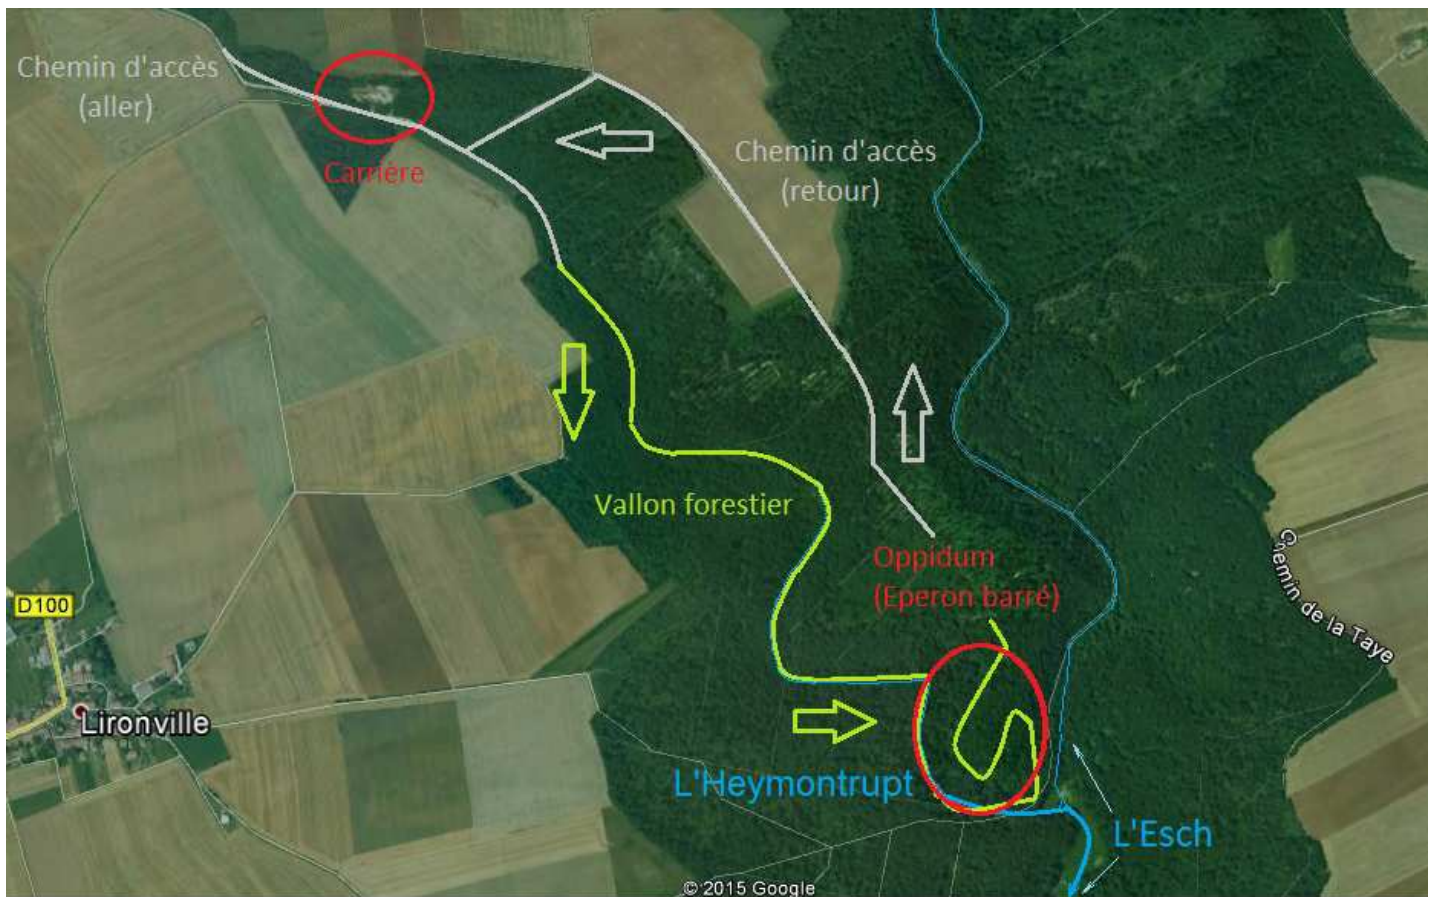 Chemin d'accès
(aller)
Carrière
Chemin d'accès
(retour)
Vallon forestier
Oppidum
(Eperon barré)
Chemin de la Taye
D100
Lironville
L'Heymontrupt
L'Esch
© 2015 Google